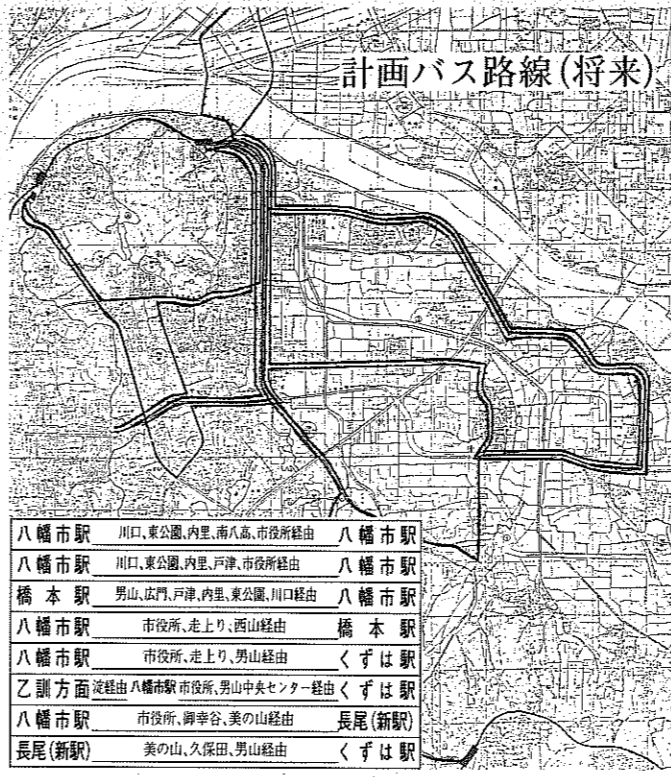 計画バス路線(将来)
八幡市駅 川口、東公園、内里、南八高、市役所経由 八幡市駅
八幡市駅 川口、東公園、内里、戸津、市役所経由 八幡市駅
橋本駅 男山、広門、戸津、内里、東公園、川口経由 八幡市駅
八幡市駅 市役所、走上り、西山経由 橋本駅
八幡市駅 市役所、走上り、男山経由 くずは駅
乙訓方面 淀経由 八幡市駅 市役所、男山中央センター経由 くずは駅
八幡市駅 市役所、御幸谷、美の山経由 長尾(新駅)
長尾(新駅) 美の山、久保田、男山経由 くずは駅